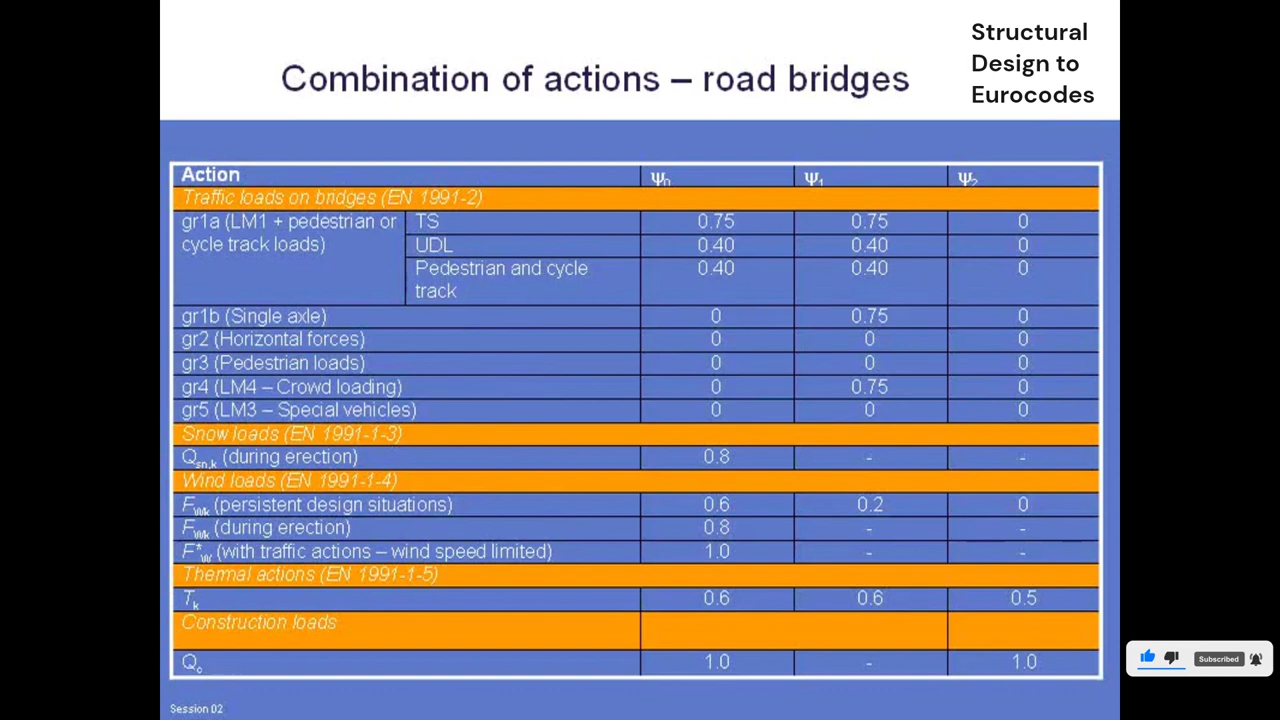 Structural
Design to
Eurocodes
Combination of actions – road bridges
Action Ψ0 Ψ1 Ψ2
Traffic loads on bridges (EN 1991-2)
gr1a (LM1 + pedestrian or TS 0.75 0.75 0
cycle track loads) UDL 0.40 0.40 0
Pedestrian and cycle 0.40 0.40 0
track
gr1b (Single axle) 0 0.75 0
gr2 (Horizontal forces) 0 0 0
gr3 (Pedestrian loads) 0 0 0
gr4 (LM4 – Crowd loading) 0 0.75 0
gr5 (LM3 – Special vehicles) 0 0 0
Snow loads (EN 1991-1-3)
Qsn,k (during erection) 0.8 - -
Wind loads (EN 1991-1-4)
FWk (persistent design situations) 0.6 0.2 0
FWk (during erection) 0.8 - -
F*W (with traffic actions – wind speed limited) 1.0 - -
Thermal actions (EN 1991-1-5)
Tk 0.6 0.6 0.5
Construction loads
Qc 1.0 - 1.0
Subscribed
Session 02